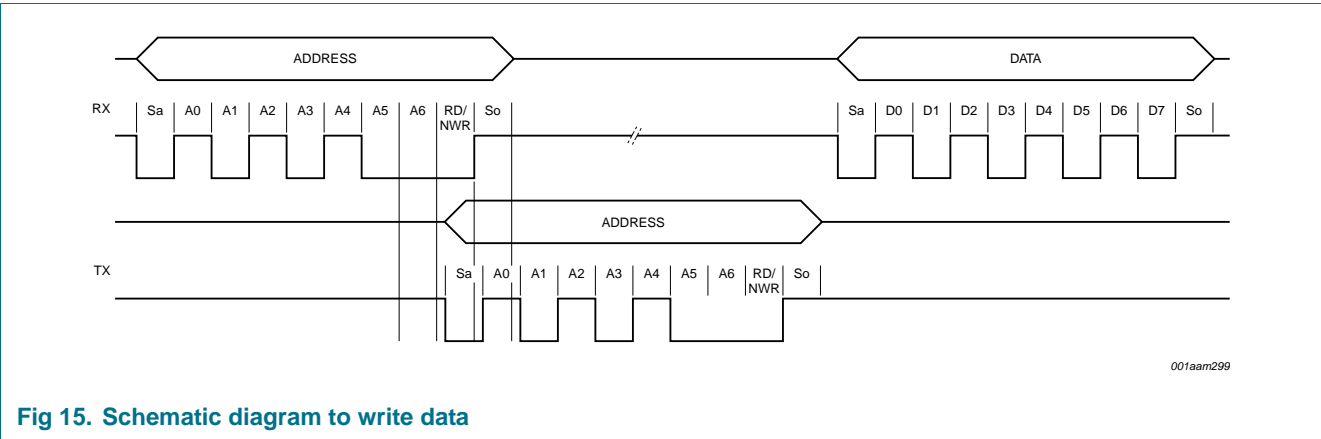 ADDRESS DATA
RX Sa A0 A1 A2 A3 A4 A5 A6 RD/ So Sa D0 D1 D2 D3 D4 D5 D6 D7 So
NWR
ADDRESS
TX Sa A0 A1 A2 A3 A4 A5 A6 RD/ So
NWR
001aam299
Fig 15. Schematic diagram to write data